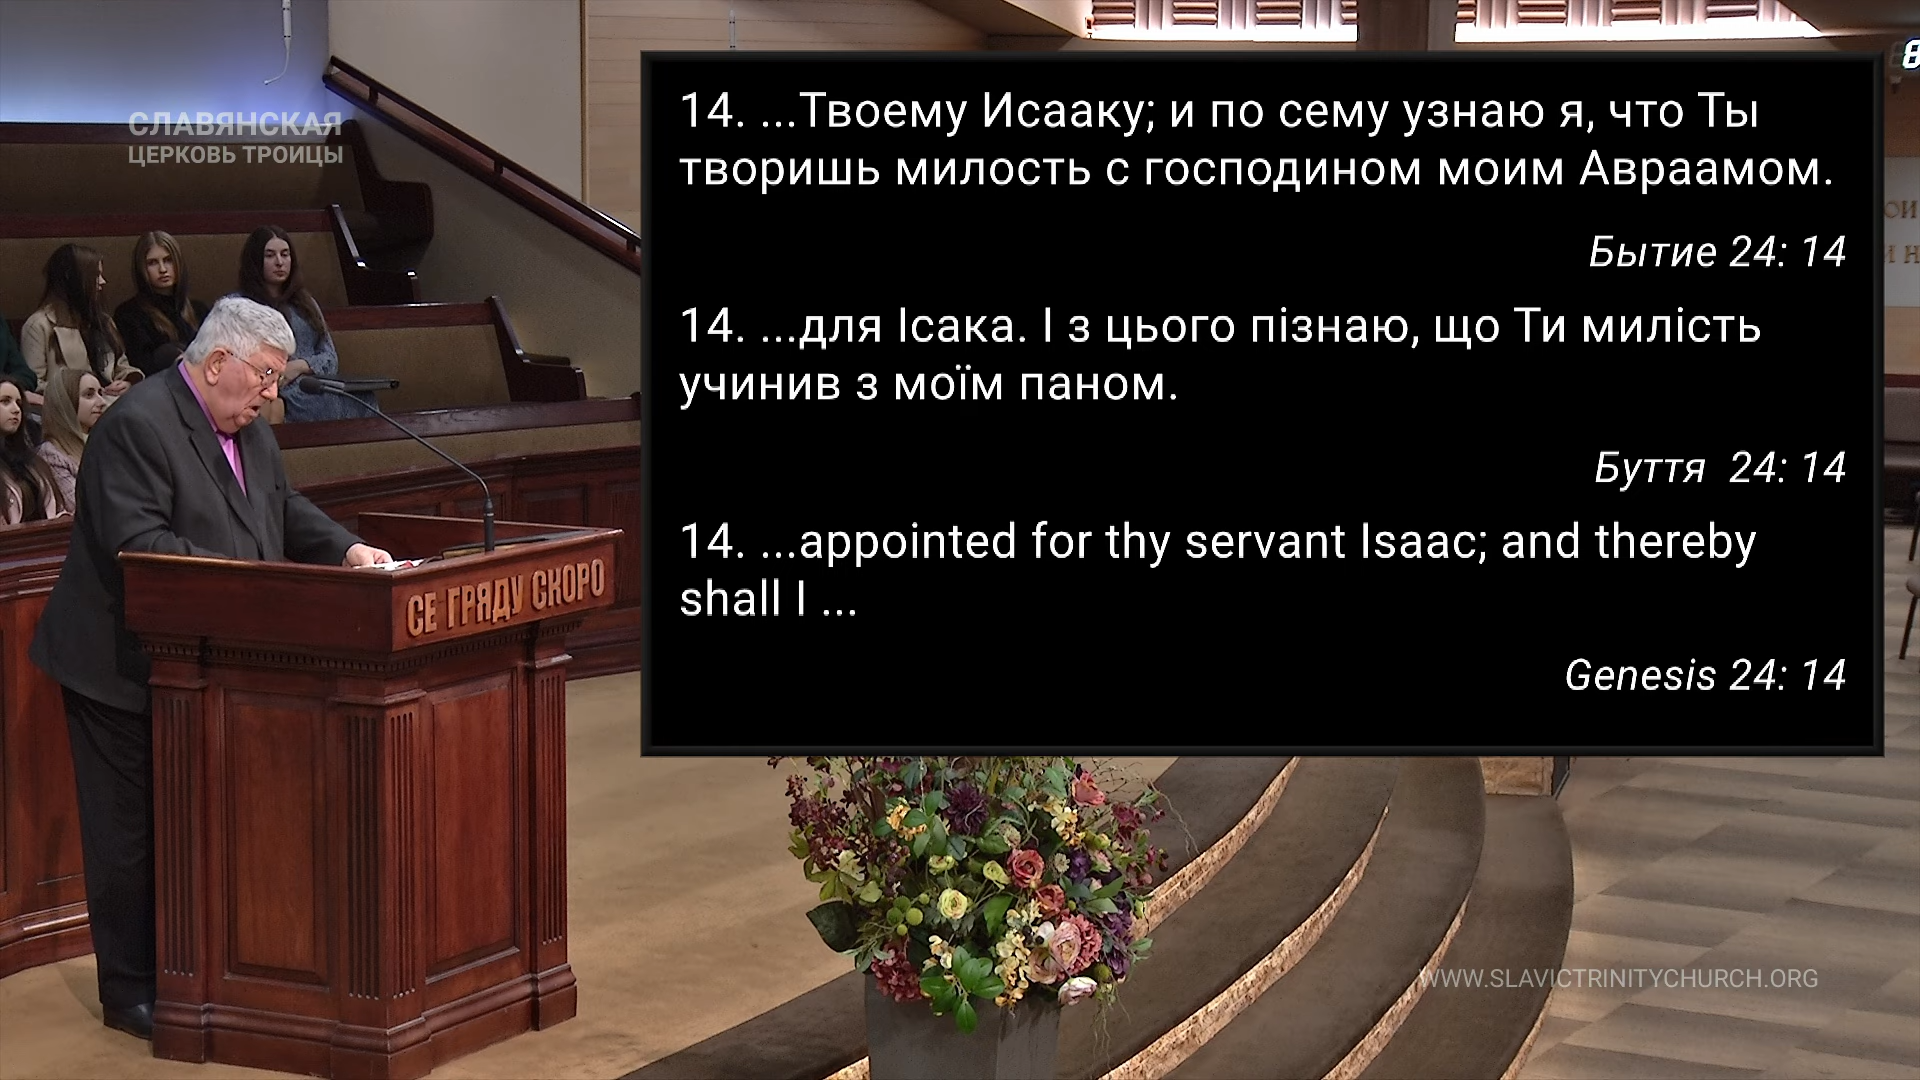 СЛАВЯНСКАЯ
ЦЕРКОВЬ ТРОИЦЫ
14. ...Твоему Исааку; и по сему узнаю я, что Ты
творишь милость с господином моим Авраамом.
Бытие 24: 14
14. ...для Ісака. І з цього пізнаю, що Ти милість
учинив з моїм паном.
Буття 24: 14
14. ...appointed for thy servant Isaac; and thereby
shall I ...
Genesis 24: 14
СЕ ГРЯДУ СКОРО
WWW.SLAVICTRINITYCHURCH.ORG